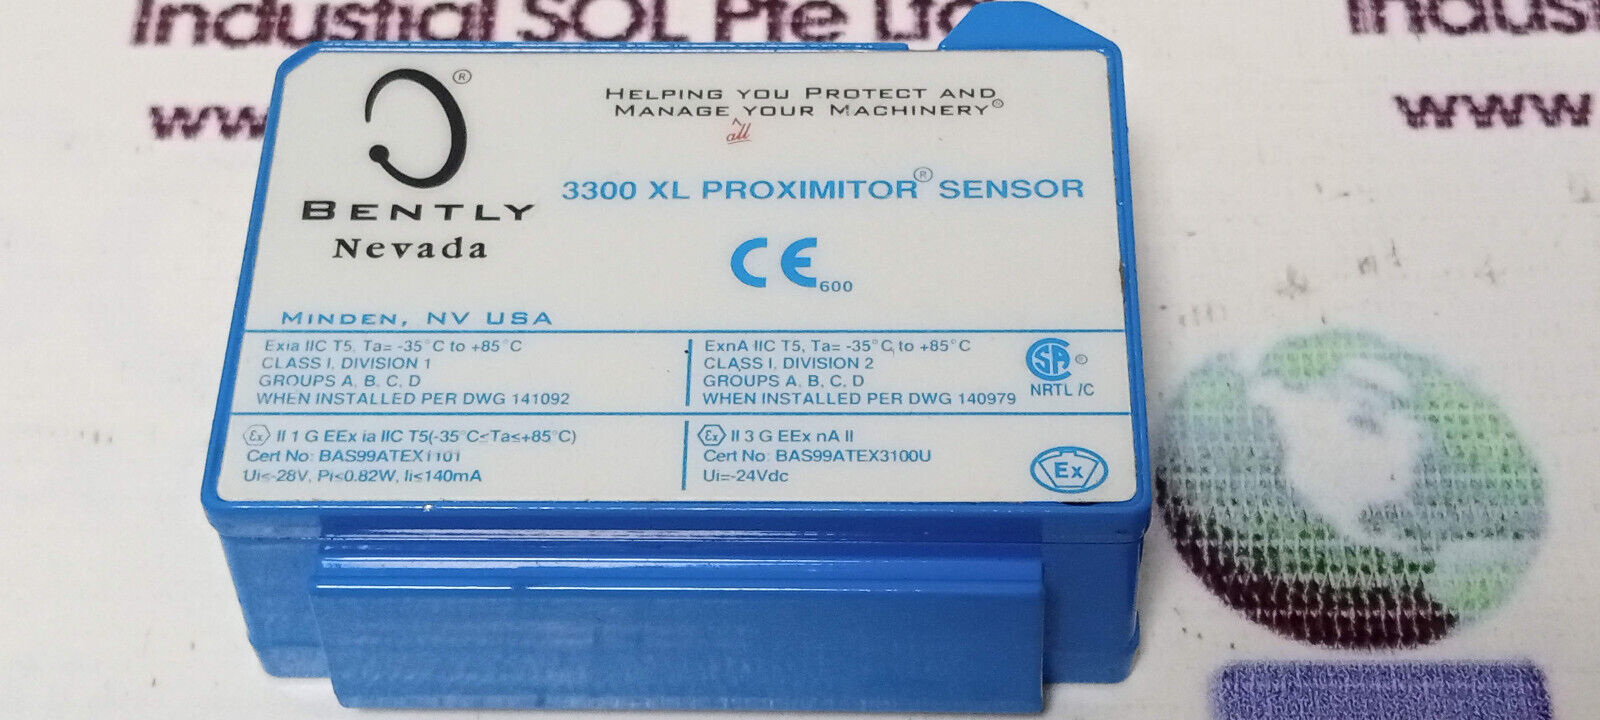 Industrial SOL Pte Ltd
Indust
www
www
®
HELPING YOU PROTECT AND
MANAGE YOUR MACHINERY®
^
all
3300 XL PROXIMITOR® SENSOR
BENTLY
Nevada
CE 600
MINDEN, NV USA
Exia IIC T5, Ta= -35°C to +85°C
CLASS I, DIVISION 1
GROUPS A, B, C, D
WHEN INSTALLED PER DWG 141092
ExnA IIC T5, Ta= -35°C, to +85°C
CLASS I, DIVISION 2
GROUPS A, B, C, D
WHEN INSTALLED PER DWG 140979
SA ®
NRTL /C
Ex II 1 G EEx ia IIC T5(-35°C≤Ta≤+85°C)
Cert No: BAS99ATEX1101
Ui≤-28V, Pi≤0.82W, Ii≤140mA
Ex II 3 G EEx nA II
Cert No: BAS99ATEX3100U
Ui=-24Vdc
Ex